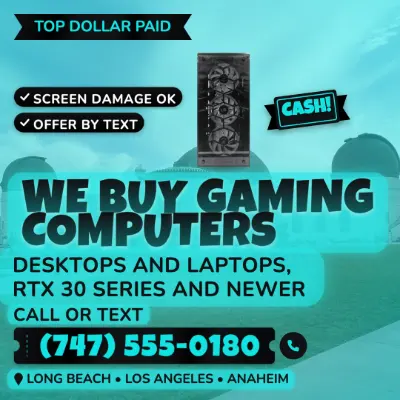 TOP DOLLAR PAID
SCREEN DAMAGE OK
OFFER BY TEXT
CASH!
WE BUY GAMING
COMPUTERS
DESKTOPS AND LAPTOPS,
RTX 30 SERIES AND NEWER
CALL OR TEXT
(747) 555-0180
LONG BEACH • LOS ANGELES • ANAHEIM